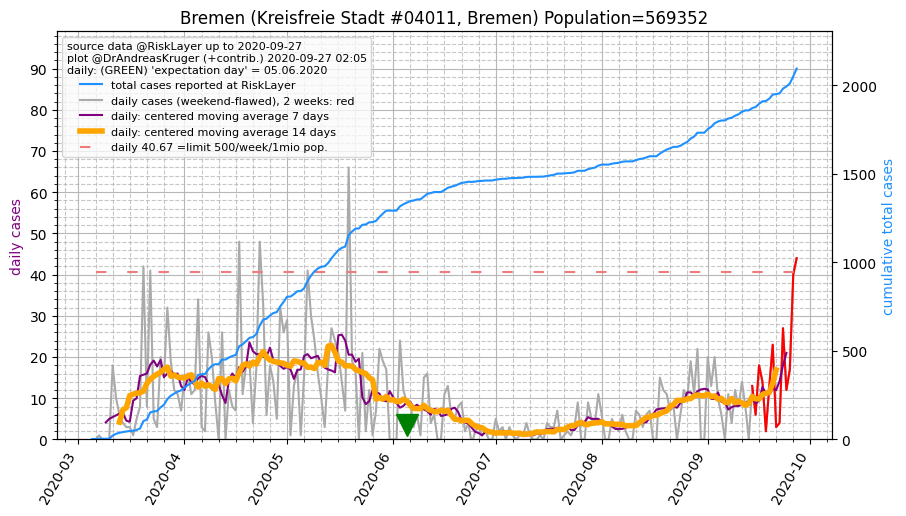 Bremen (Kreisfreie Stadt #04011, Bremen) Population=569352
source data @RiskLayer up to 2020-09-27
plot @DrAndreasKruger (+contrib.) 2020-09-27 02:05
daily: (GREEN) 'expectation day' = 05.06.2020
total cases reported at RiskLayer
daily cases (weekend-flawed), 2 weeks: red
daily: centered moving average 7 days
daily: centered moving average 14 days
daily 40.67 =limit 500/week/1mio pop.
daily cases
90
80
70
60
50
40
30
20
10
0
cumulative total cases
2000
1500
1000
500
0
2020-03
2020-04
2020-05
2020-06
2020-07
2020-08
2020-09
2020-10